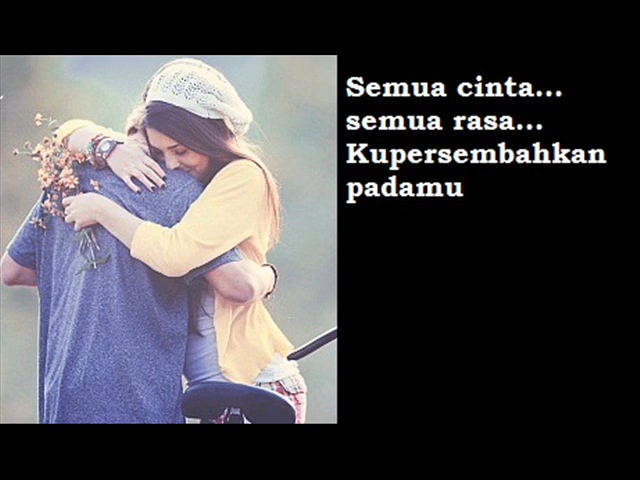 Semua cinta...
semua rasa...
Kupersembahkan
padamu